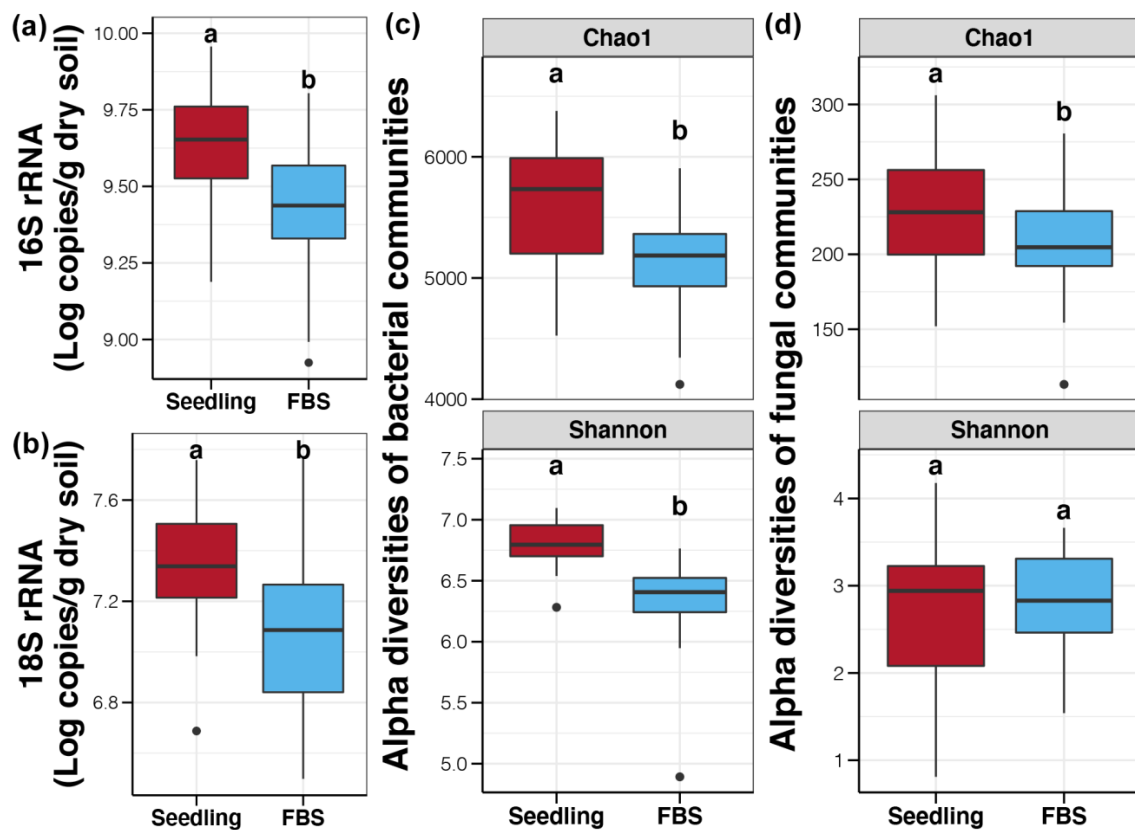 (a)
16S rRNA
(Log copies/g dry soil)
10.00
9.75
9.50
9.25
9.00
a
b
Seedling
FBS
(b)
18S rRNA
(Log copies/g dry soil)
7.6
7.2
6.8
a
b
Seedling
FBS
(c)
Alpha diversities of bacterial communities
Chao1
6000
5000
4000
a
b
Shannon
7.5
7.0
6.5
6.0
5.5
5.0
a
b
Seedling
FBS
(d)
Alpha diversities of fungal communities
Chao1
300
250
200
150
a
b
Shannon
4
3
2
1
a
a
Seedling
FBS